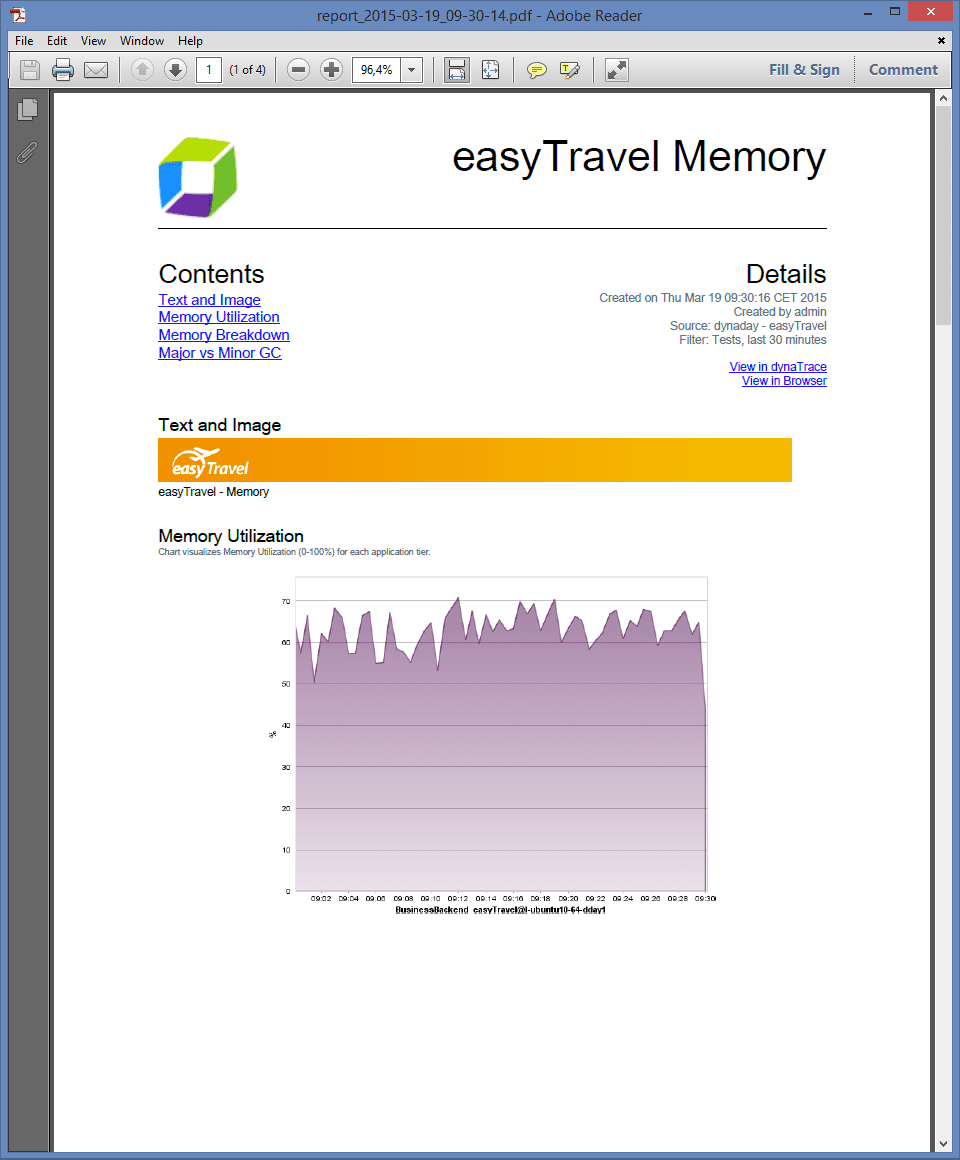 report_2015-03-19_09-30-14.pdf - Adobe Reader
File Edit View Window Help
1 (1 of 4) 96,4% Fill & Sign Comment
easyTravel Memory
Contents
Text and Image
Memory Utilization
Memory Breakdown
Major vs Minor GC
Details
Created on Thu Mar 19 09:30:16 CET 2015
Created by admin
Source: dynaday - easyTravel
Filter: Tests, last 30 minutes
View in dynaTrace
View in Browser
Text and Image
easyTravel
easyTravel - Memory
Memory Utilization
Chart visualizes Memory Utilization (0-100%) for each application tier.
70
60
50
40
%
30
20
10
0
09:02 09:04 09:06 09:08 09:10 09:12 09:14 09:16 09:18 09:20 09:22 09:24 09:26 09:28 09:30
BusinessBackend easyTravel@l-ubuntu10-64-dday1